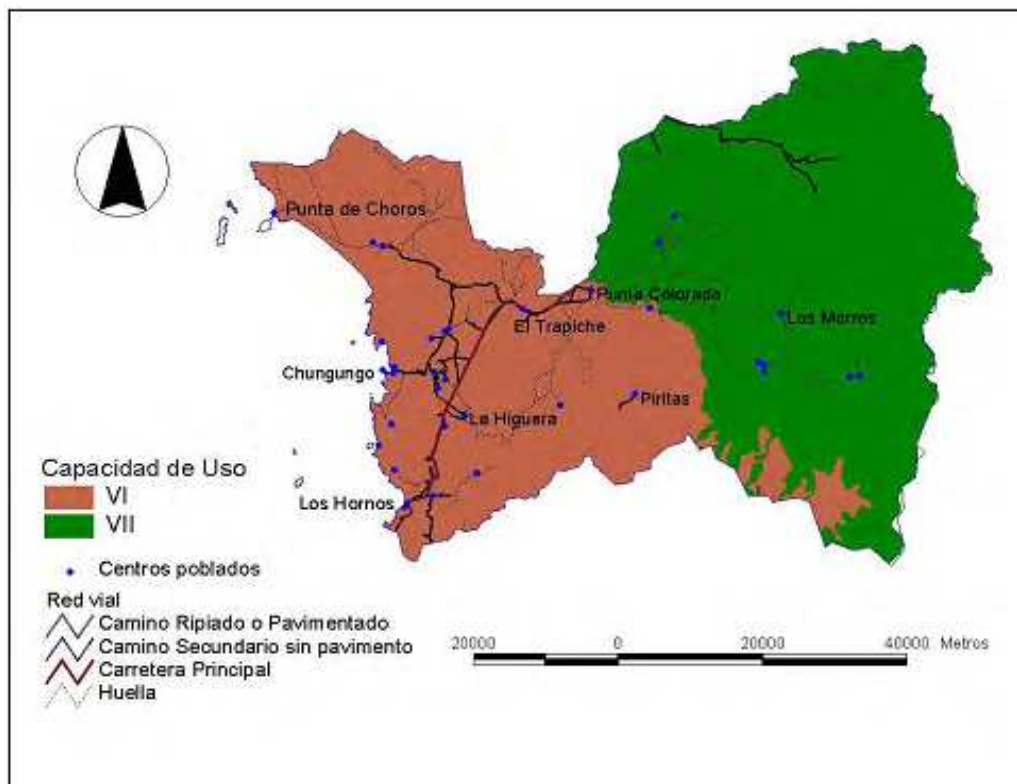 Punta de Choros
Punta Colorada
El Trapiche
Los Morros
Chungungo
Piritas
La Higuera
Los Hornos
Capacidad de Uso
VI
VII
Centros poblados
Red vial
Camino Ripiado o Pavimentado
Camino Secundario sin pavimento
Carretera Principal
Huella
20000 0 20000 40000 Metros